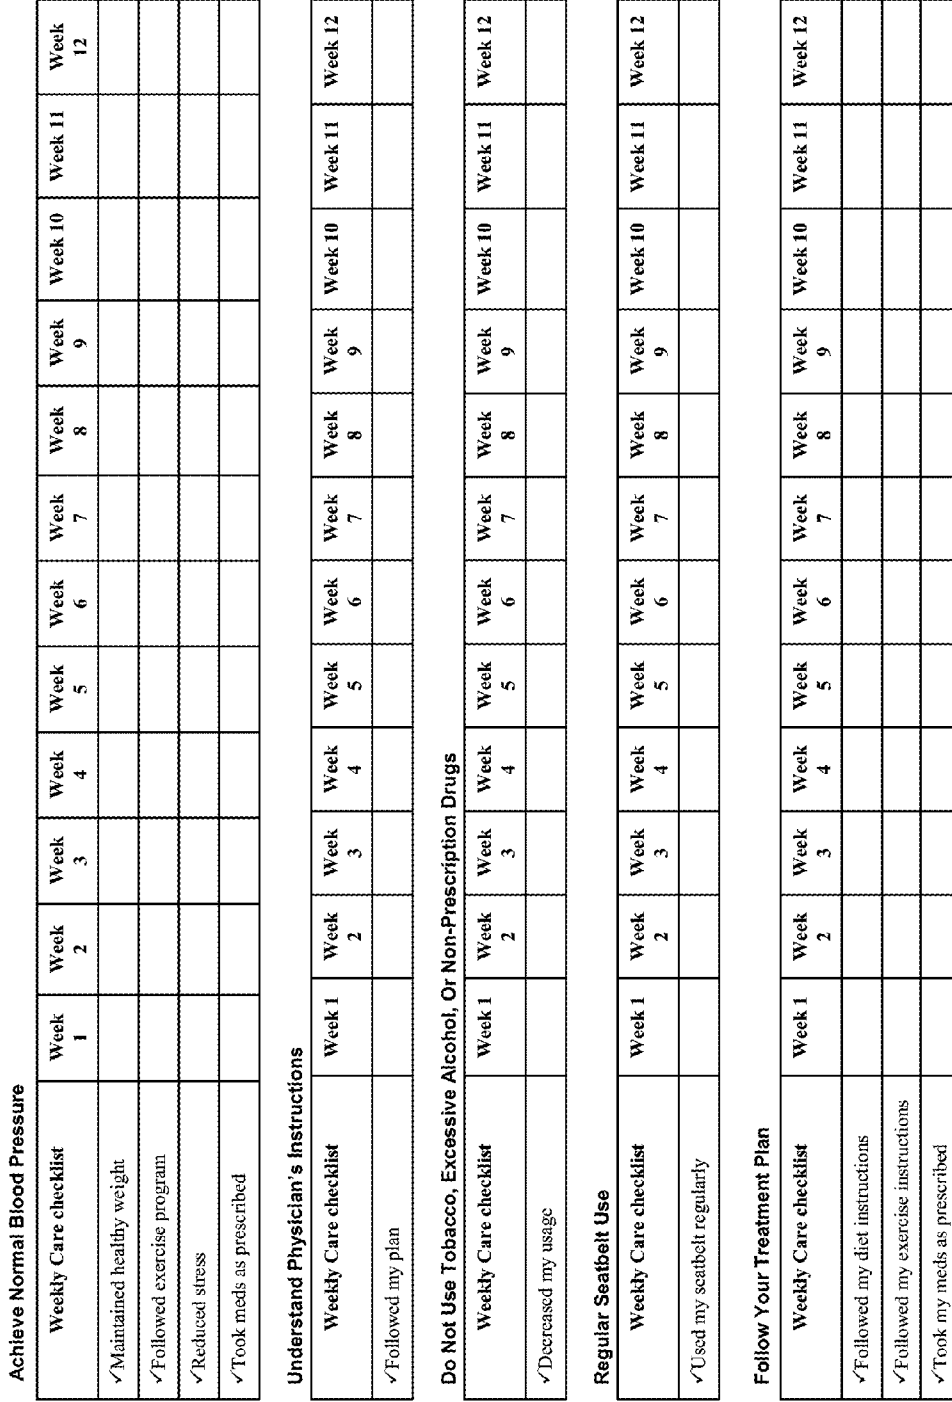 Achieve Normal Blood Pressure
Weekly Care checklist Week 1 Week 2 Week 3 Week 4 Week 5 Week 6 Week 7 Week 8 Week 9 Week 10 Week 11 Week 12
✓Maintained healthy weight
✓Followed exercise program
✓Reduced stress
✓Took meds as prescribed
Understand Physician's Instructions
Weekly Care checklist Week 1 Week 2 Week 3 Week 4 Week 5 Week 6 Week 7 Week 8 Week 9 Week 10 Week 11 Week 12
✓Followed my plan
Do Not Use Tobacco, Excessive Alcohol, Or Non-Prescription Drugs
Weekly Care checklist Week 1 Week 2 Week 3 Week 4 Week 5 Week 6 Week 7 Week 8 Week 9 Week 10 Week 11 Week 12
✓Decreased my usage
Regular Seatbelt Use
Weekly Care checklist Week 1 Week 2 Week 3 Week 4 Week 5 Week 6 Week 7 Week 8 Week 9 Week 10 Week 11 Week 12
✓Used my seatbelt regularly
Follow Your Treatment Plan
Weekly Care checklist Week 1 Week 2 Week 3 Week 4 Week 5 Week 6 Week 7 Week 8 Week 9 Week 10 Week 11 Week 12
✓Followed my diet instructions
✓Followed my exercise instructions
✓Took my meds as prescribed